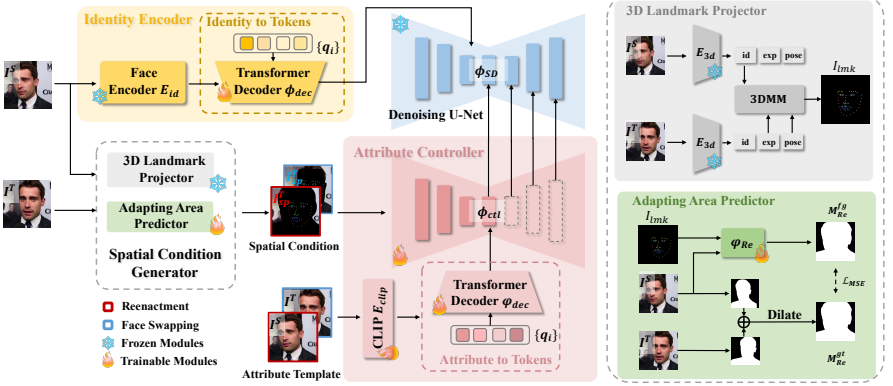 Identity Encoder
Identity to Tokens
{q_i}
I^S
Face
Encoder E_id
Transformer
Decoder ϕ_dec
ϕ_SD
Denoising U-Net
I^T
3D Landmark
Projector
Adapting Area
Predictor
Spatial Condition
Generator
I^T_sp
I^S_sp
Spatial Condition
Attribute Controller
ϕ_ctl
Transformer
Decoder φ_dec
{q_i}
Attribute to Tokens
CLIP E_clip
I^T
I^S
Attribute Template
Reenactment
Face Swapping
Frozen Modules
Trainable Modules
3D Landmark Projector
I^S
E_3d
id
exp
pose
3DMM
I_lmk
I^T
E_3d
id
exp
pose
Adapting Area Predictor
I_lmk
φ_Re
M_Re^fg
I^S
ℒ_MSE
I^T
Dilate
M_Re^gt